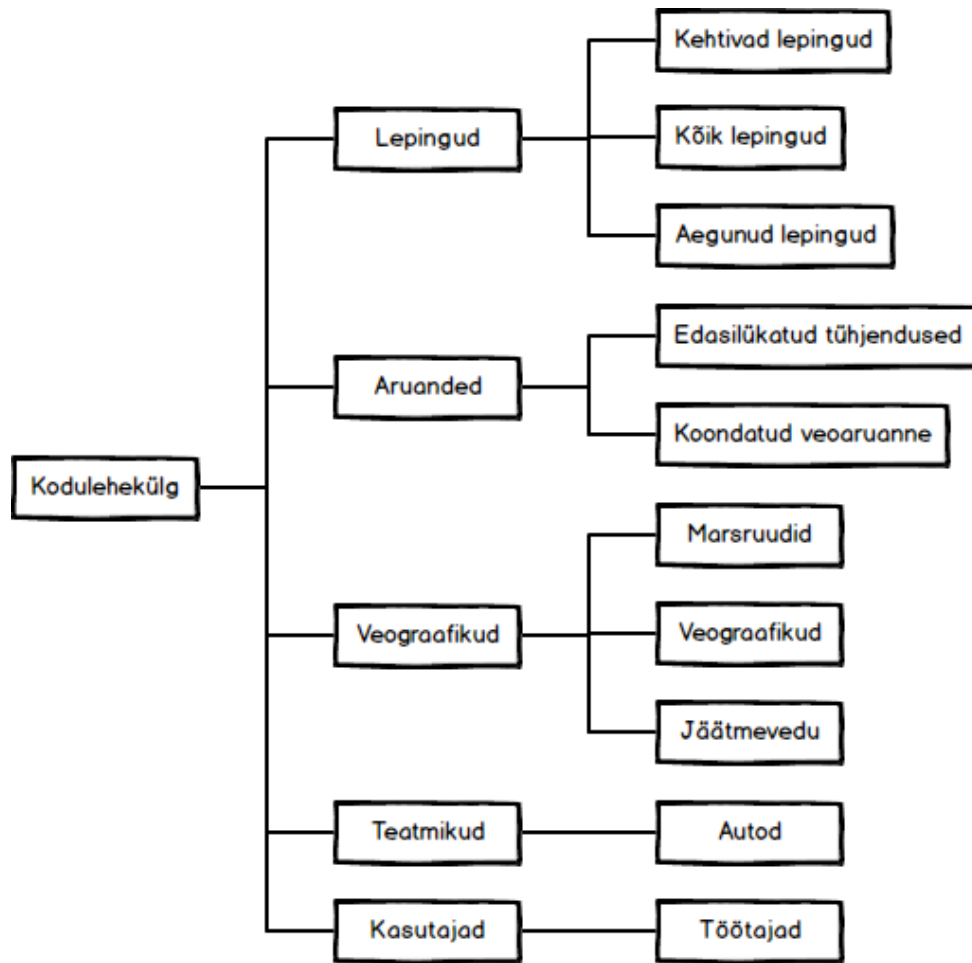 Kodulehekülg
Lepingud
Kehtivad lepingud
Kõik lepingud
Aegunud lepingud
Aruanded
Edasilükatud tühjendused
Koondatud veoaruanne
Veograafikud
Marsruudid
Veograafikud
Jäätmevedu
Teatmikud
Autod
Kasutajad
Töötajad